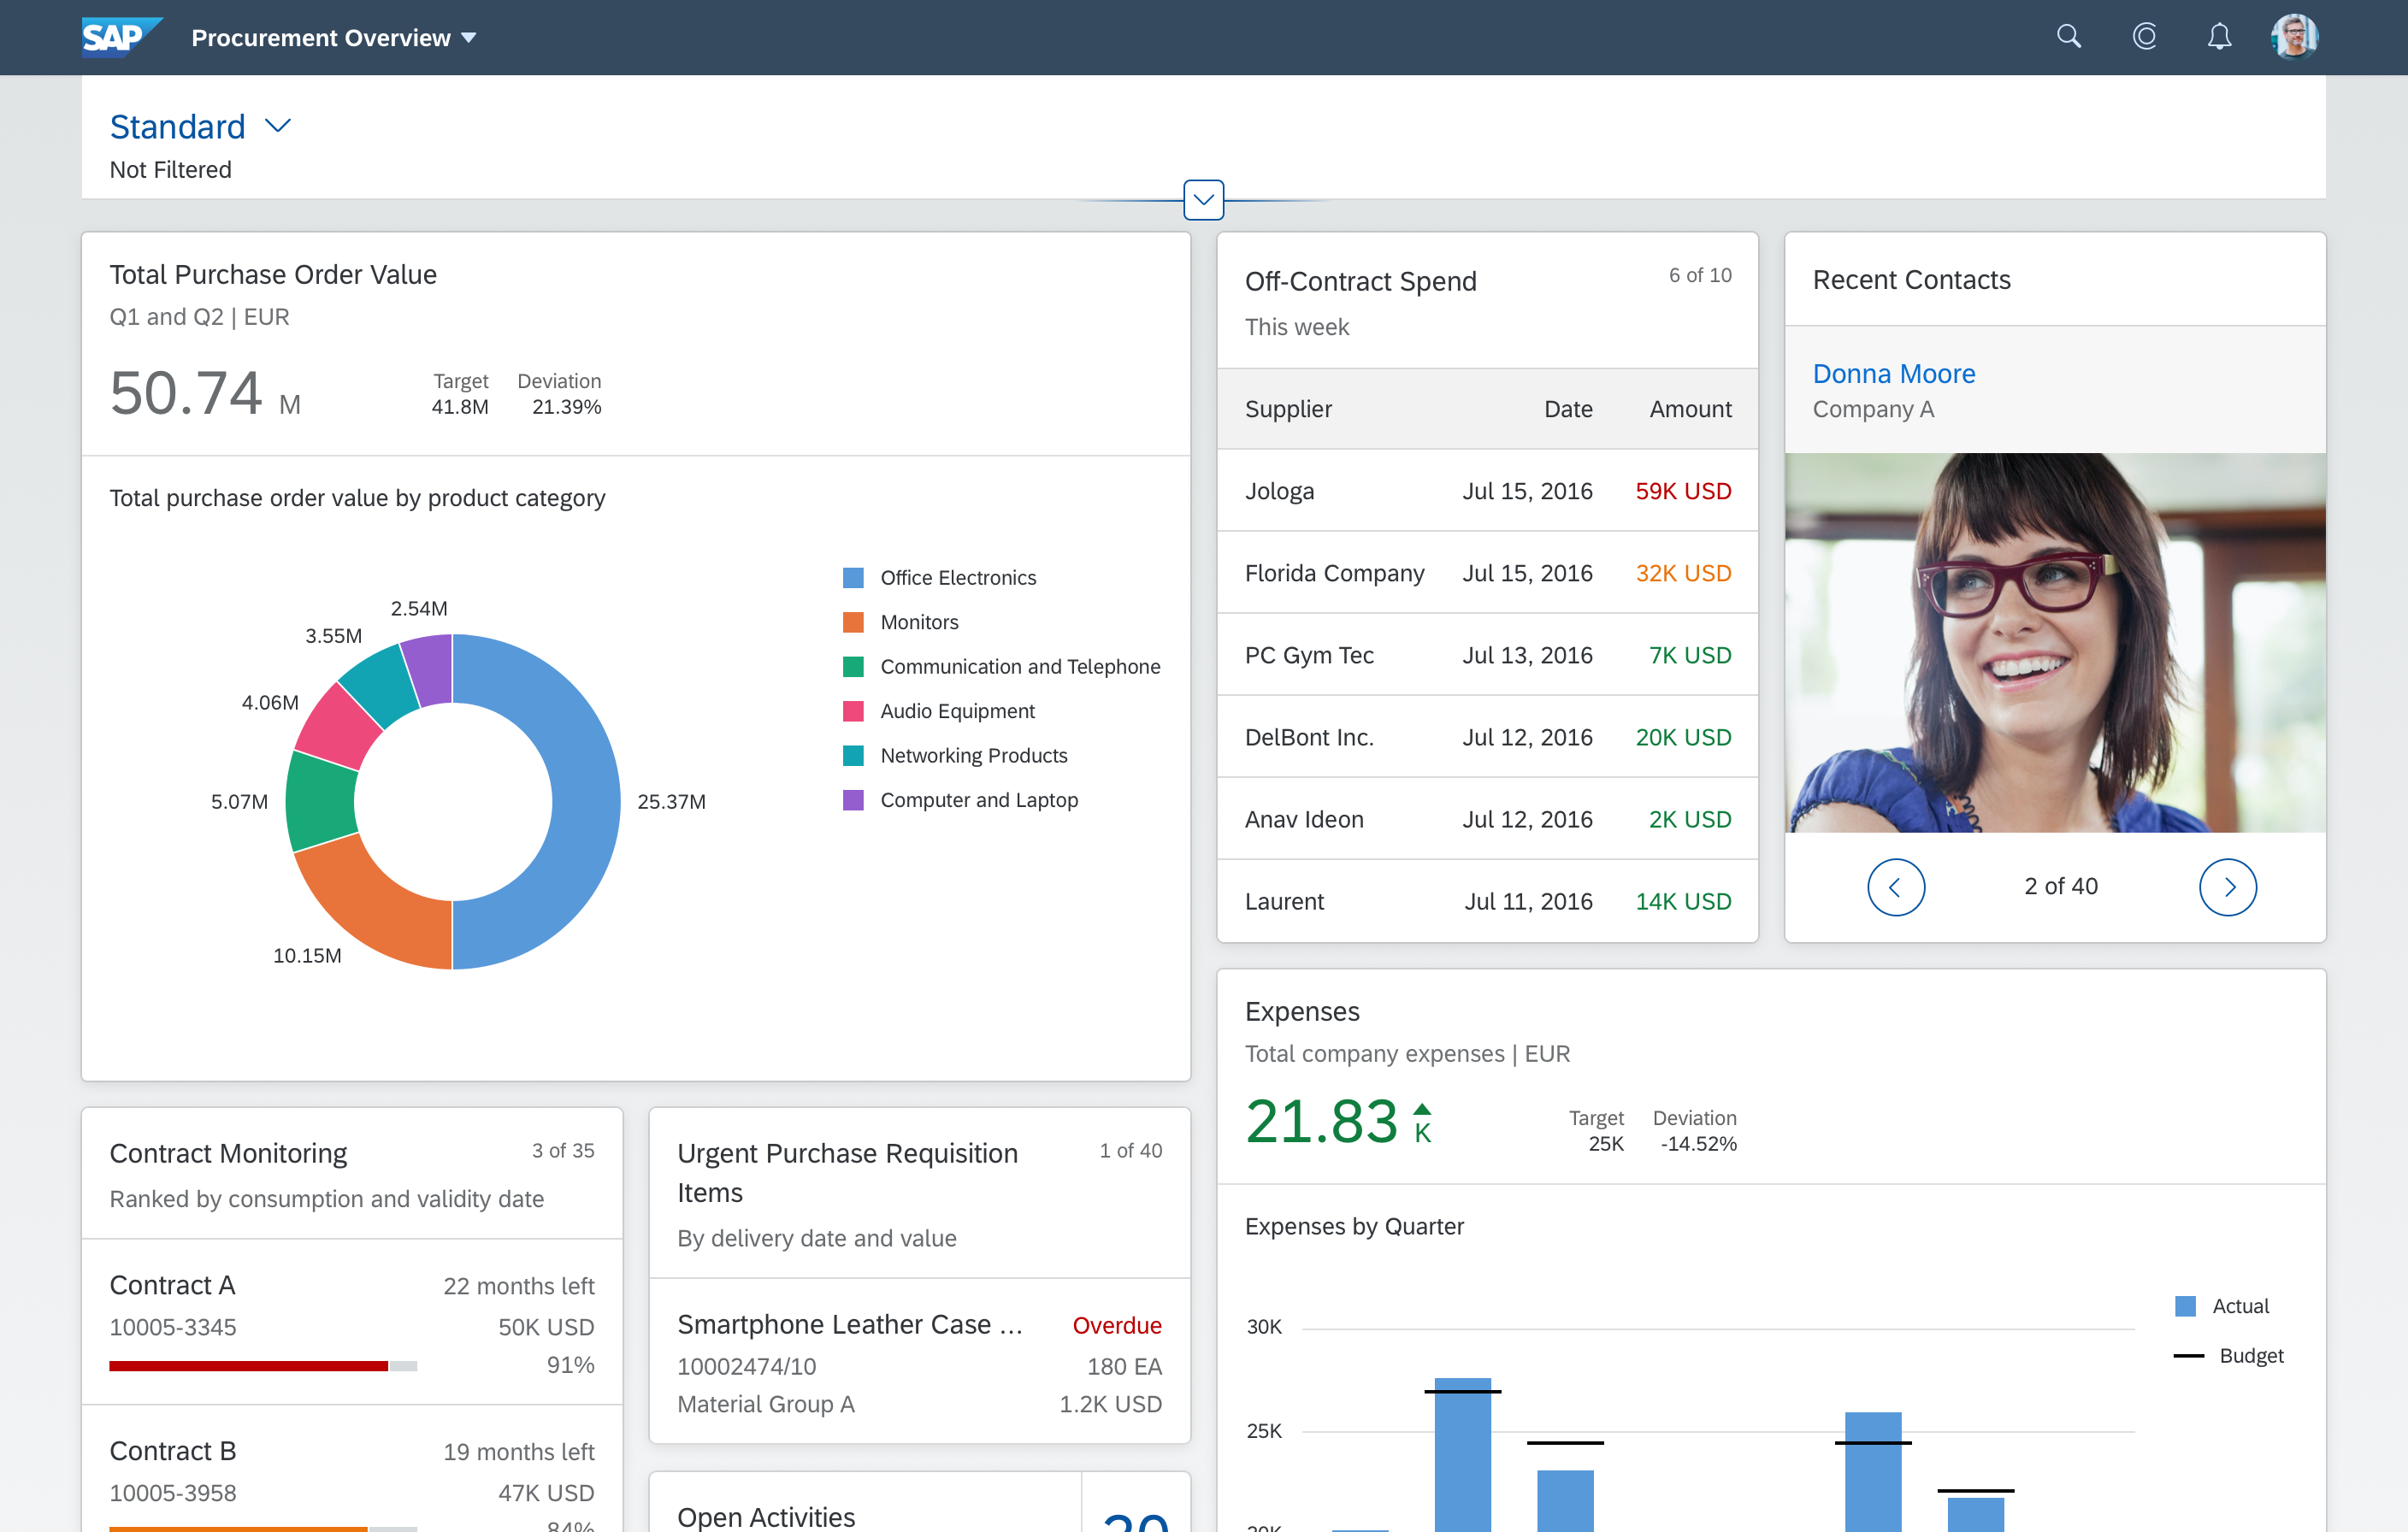 SAP
Procurement Overview
Standard
Not Filtered
Total Purchase Order Value
Q1 and Q2 | EUR
50.74 M
Target
41.8M
Deviation
21.39%
Total purchase order value by product category
2.54M
3.55M
4.06M
5.07M
25.37M
10.15M
Office Electronics
Monitors
Communication and Telephone
Audio Equipment
Networking Products
Computer and Laptop
Off-Contract Spend
6 of 10
This week
Supplier Date Amount
Jologa Jul 15, 2016 59K USD
Florida Company Jul 15, 2016 32K USD
PC Gym Tec Jul 13, 2016 7K USD
DelBont Inc. Jul 12, 2016 20K USD
Anav Ideon Jul 12, 2016 2K USD
Laurent Jul 11, 2016 14K USD
Recent Contacts
Donna Moore
Company A
2 of 40
Contract Monitoring
3 of 35
Ranked by consumption and validity date
Contract A 22 months left
10005-3345 50K USD
91%
Contract B 19 months left
10005-3958 47K USD
84%
Urgent Purchase Requisition
Items
1 of 40
By delivery date and value
Smartphone Leather Case ... Overdue
10002474/10 180 EA
Material Group A 1.2K USD
Open Activities
Expenses
Total company expenses | EUR
21.83 K
Target
25K
Deviation
-14.52%
Expenses by Quarter
30K
25K
20K
Actual
Budget